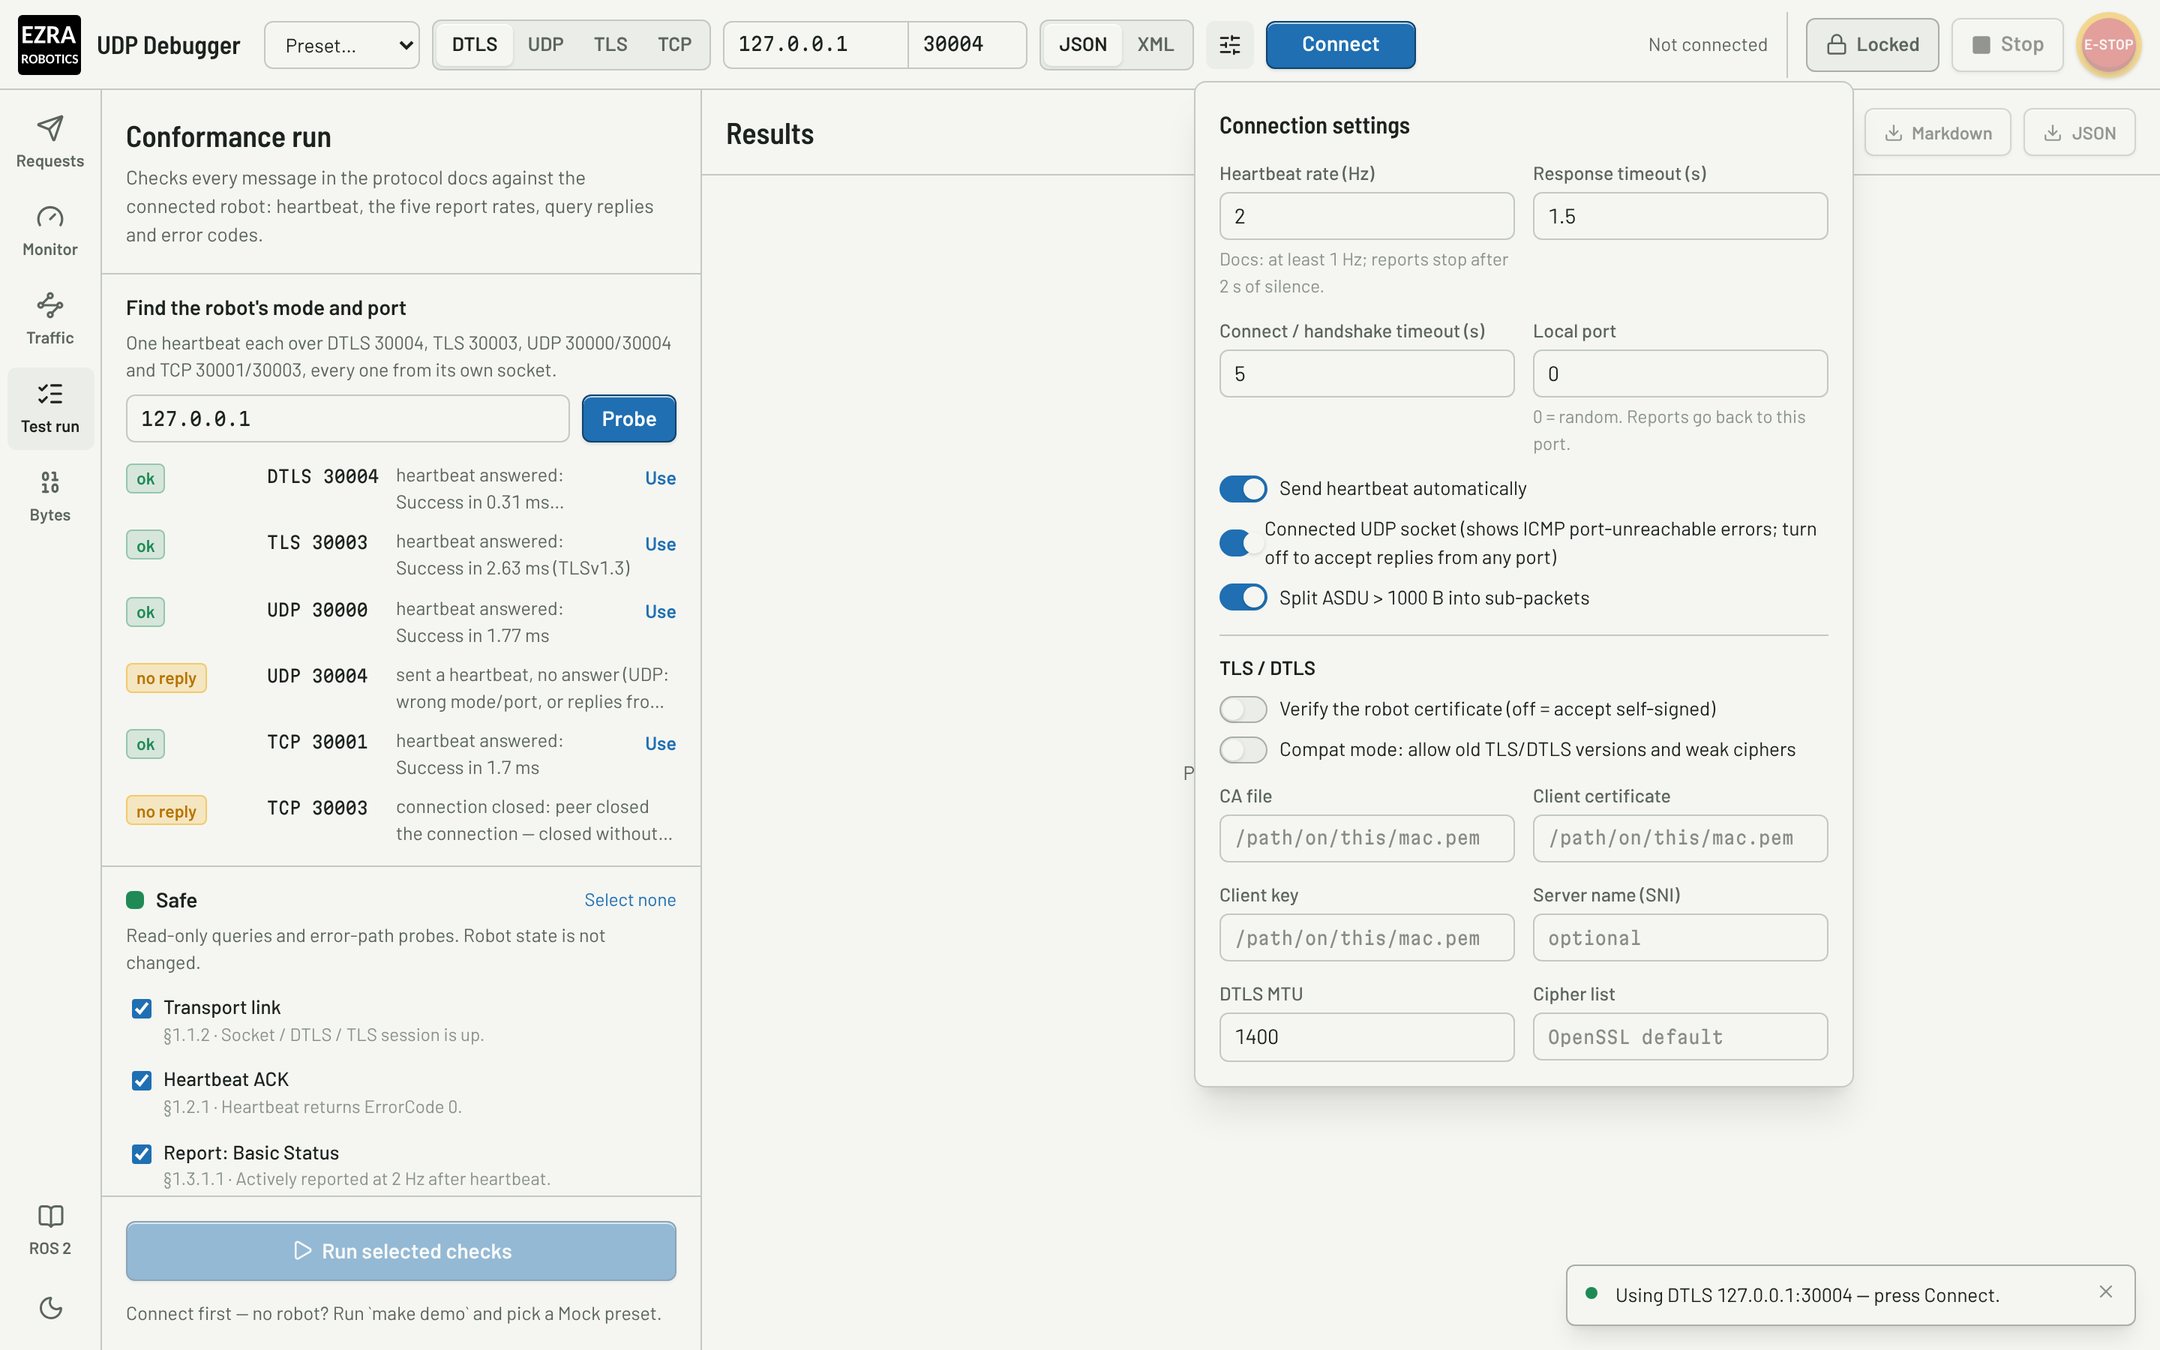 EZRA
ROBOTICS
UDP Debugger
Preset...
DTLS
UDP
TLS
TCP
127.0.0.1
30004
JSON
XML
Connect
Not connected
Locked
Stop
E-STOP
Requests
Monitor
Traffic
Test run
Bytes
ROS 2
Conformance run
Checks every message in the protocol docs against the
connected robot: heartbeat, the five report rates, query replies
and error codes.
Find the robot's mode and port
One heartbeat each over DTLS 30004, TLS 30003, UDP 30000/30004
and TCP 30001/30003, every one from its own socket.
127.0.0.1
Probe
ok
DTLS 30004
heartbeat answered:
Success in 0.31 ms...
Use
ok
TLS 30003
heartbeat answered:
Success in 2.63 ms (TLSv1.3)
Use
ok
UDP 30000
heartbeat answered:
Success in 1.77 ms
Use
no reply
UDP 30004
sent a heartbeat, no answer (UDP:
wrong mode/port, or replies fro...
ok
TCP 30001
heartbeat answered:
Success in 1.7 ms
Use
no reply
TCP 30003
connection closed: peer closed
the connection — closed without...
Safe
Select none
Read-only queries and error-path probes. Robot state is not
changed.
Transport link
§1.1.2 · Socket / DTLS / TLS session is up.
Heartbeat ACK
§1.2.1 · Heartbeat returns ErrorCode 0.
Report: Basic Status
§1.3.1.1 · Actively reported at 2 Hz after heartbeat.
Run selected checks
Connect first — no robot? Run `make demo` and pick a Mock preset.
Results
Markdown
JSON
P
Connection settings
Heartbeat rate (Hz)
2
Docs: at least 1 Hz; reports stop after
2 s of silence.
Response timeout (s)
1.5
Connect / handshake timeout (s)
5
Local port
0
0 = random. Reports go back to this
port.
Send heartbeat automatically
Connected UDP socket (shows ICMP port-unreachable errors; turn
off to accept replies from any port)
Split ASDU > 1000 B into sub-packets
TLS / DTLS
Verify the robot certificate (off = accept self-signed)
Compat mode: allow old TLS/DTLS versions and weak ciphers
CA file
/path/on/this/mac.pem
Client certificate
/path/on/this/mac.pem
Client key
/path/on/this/mac.pem
Server name (SNI)
optional
DTLS MTU
1400
Cipher list
OpenSSL default
Using DTLS 127.0.0.1:30004 — press Connect.